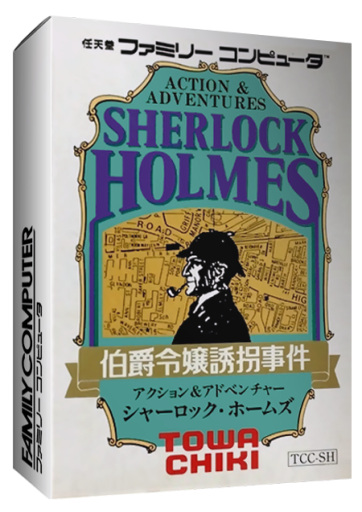 任天堂 ファミリー コンピュータ™
ACTION &
ADVENTURES
SHERLOCK
HOLMES
ROAD
伯爵令嬢誘拐事件
アクション&アドベンチャー
シャーロック・ホームズ
TOWA
CHIKI
TCC-SH
FAMILY COMPUTER
ファミリー コンピュータ